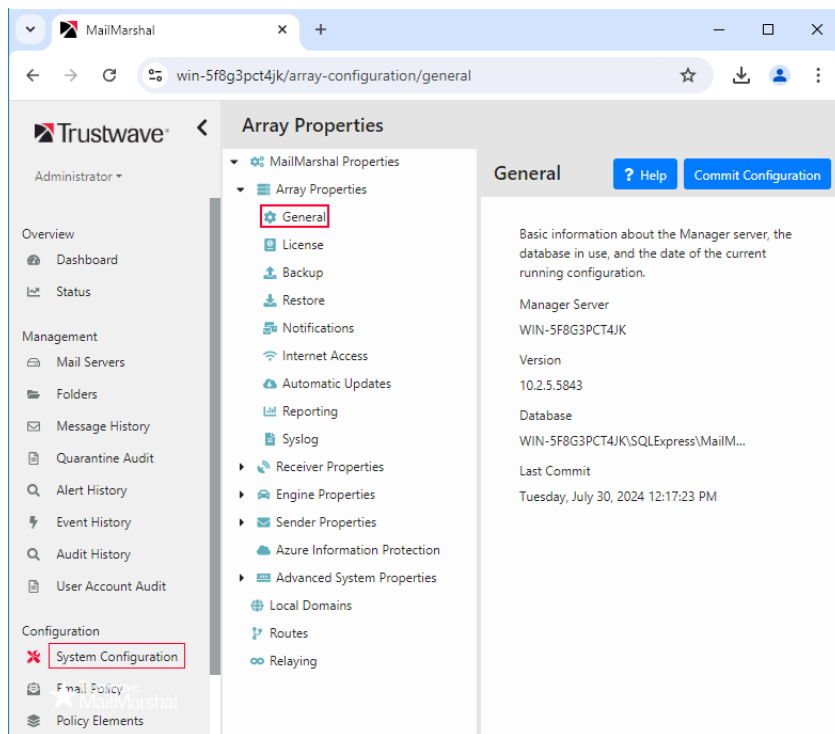 MailMarshal
win-5f8g3pct4jk/array-configuration/general
Trustwave
Administrator
Overview
Dashboard
Status
Management
Mail Servers
Folders
Message History
Quarantine Audit
Alert History
Event History
Audit History
User Account Audit
Configuration
System Configuration
Email Policy
Trustwave
MailMarshal
Policy Elements
Array Properties
MailMarshal Properties
Array Properties
General
License
Backup
Restore
Notifications
Internet Access
Automatic Updates
Reporting
Syslog
Receiver Properties
Engine Properties
Sender Properties
Azure Information Protection
Advanced System Properties
Local Domains
Routes
Relaying
General
? Help
Commit Configuration
Basic information about the Manager server, the
database in use, and the date of the current
running configuration.
Manager Server
WIN-5F8G3PCT4JK
Version
10.2.5.5843
Database
WIN-5F8G3PCT4JK\SQLExpress\MailM...
Last Commit
Tuesday, July 30, 2024 12:17:23 PM